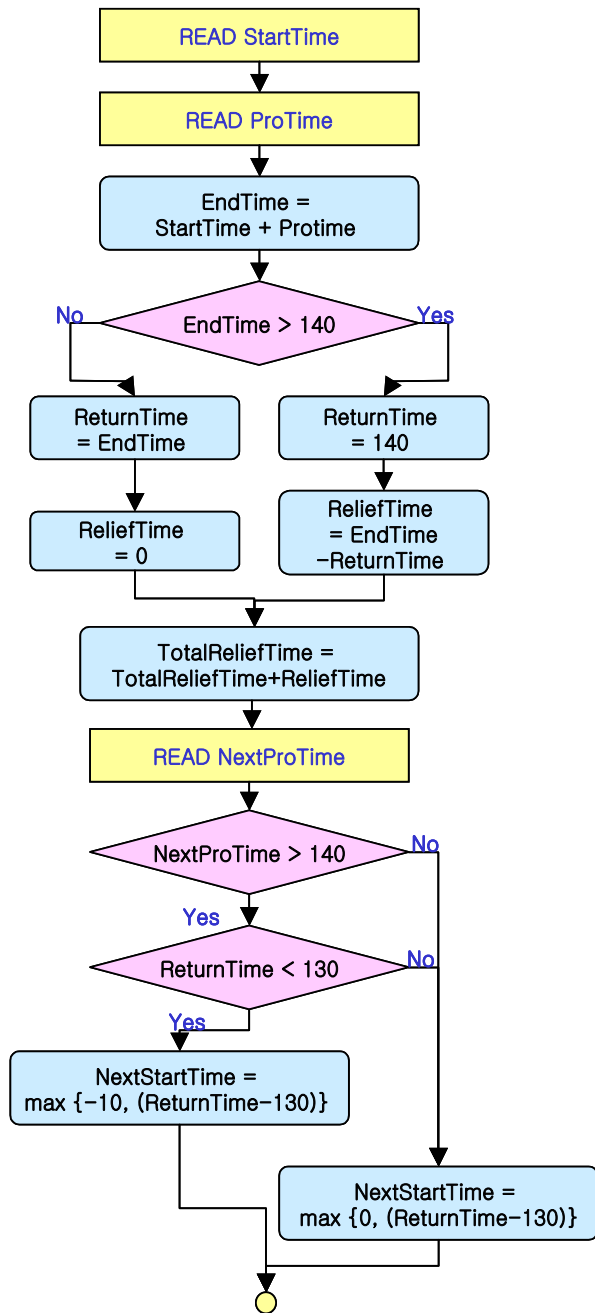 READ StartTime
READ ProTime
EndTime =
StartTime + Protime
No
Yes
EndTime > 140
ReturnTime
= EndTime
ReturnTime
= 140
ReliefTime
= 0
ReliefTime
= EndTime
-ReturnTime
TotalReliefTime =
TotalReliefTime+ReliefTime
READ NextProTime
NextProTime > 140
No
Yes
ReturnTime < 130
No
Yes
NextStartTime =
max {-10, (ReturnTime-130)}
NextStartTime =
max {0, (ReturnTime-130)}